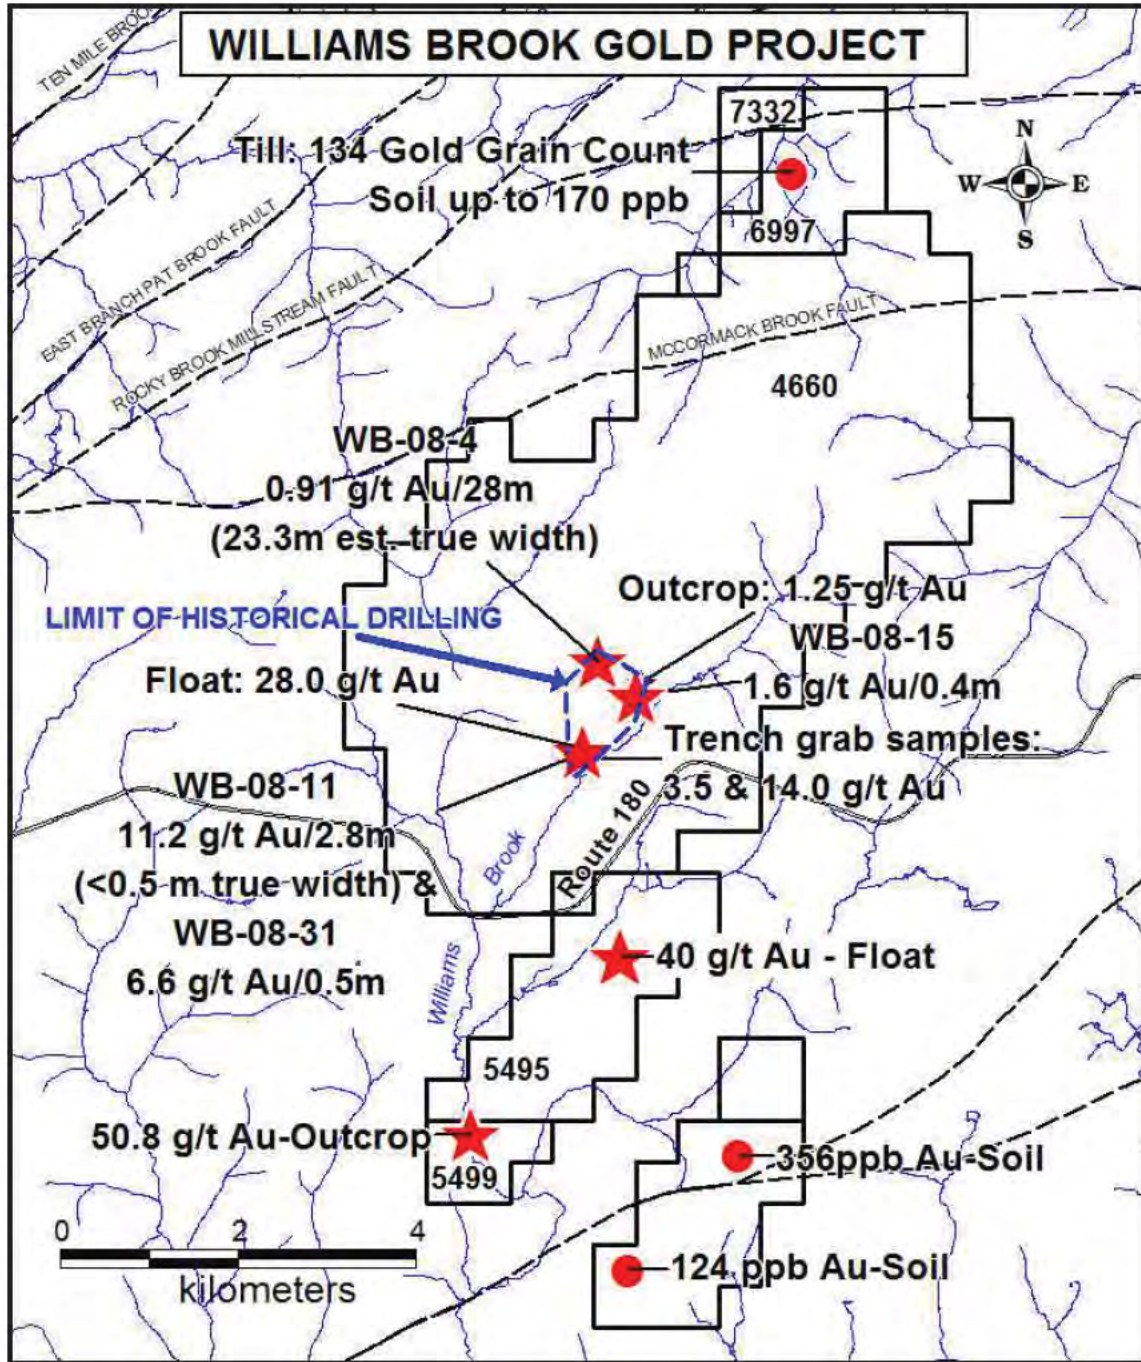 WILLIAMS BROOK GOLD PROJECT
TEN MILE BROOK
7332
Till: 134 Gold Grain Count
Soil up to 170 ppb
6997
N
W
E
S
EAST BRANCH PAT BROOK FAULT
ROCKY BROOK MILLSTREAM FAULT
MCCORMACK BROOK FAULT
4660
WB-08-4
0.91 g/t Au/28m
(23.3m est. true width)
Outcrop: 1.25 g/t Au
LIMIT OF HISTORICAL DRILLING
WB-08-15
1.6 g/t Au/0.4m
Float: 28.0 g/t Au
Trench grab samples:
3.5 & 14.0 g/t Au
WB-08-11
11.2 g/t Au/2.8m
(<0.5 m true width) &
WB-08-31
6.6 g/t Au/0.5m
Route 180
Brook
Williams
40 g/t Au - Float
5495
50.8 g/t Au-Outcrop
5499
356ppb Au-Soil
124 ppb Au-Soil
0
2
4
kilometers